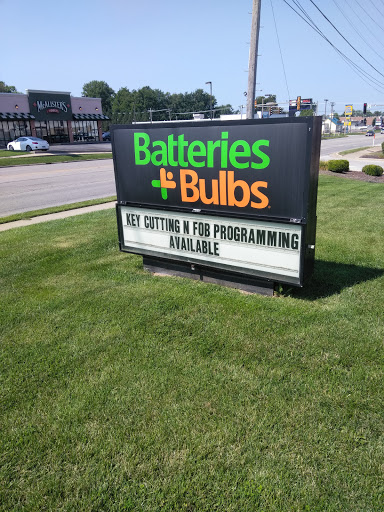 McALISTER'S
Batteries
+ Bulbs
KEY CUTTING N FOB PROGRAMMING
AVAILABLE